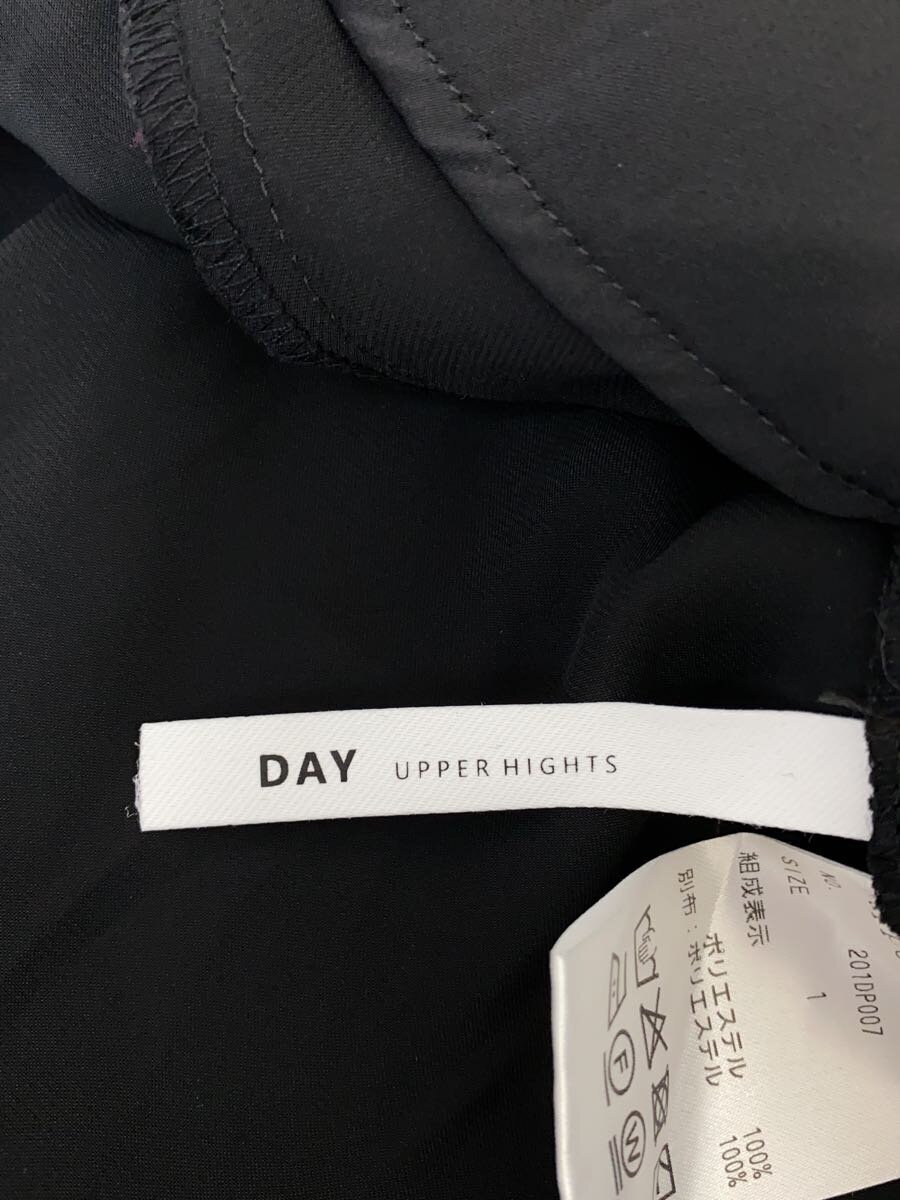 DAY UPPER HIGHTS
NO. 201DP007
SIZE 1
組成表示
ポリエステル 100%
別布:ポリエステル 100%
F
W